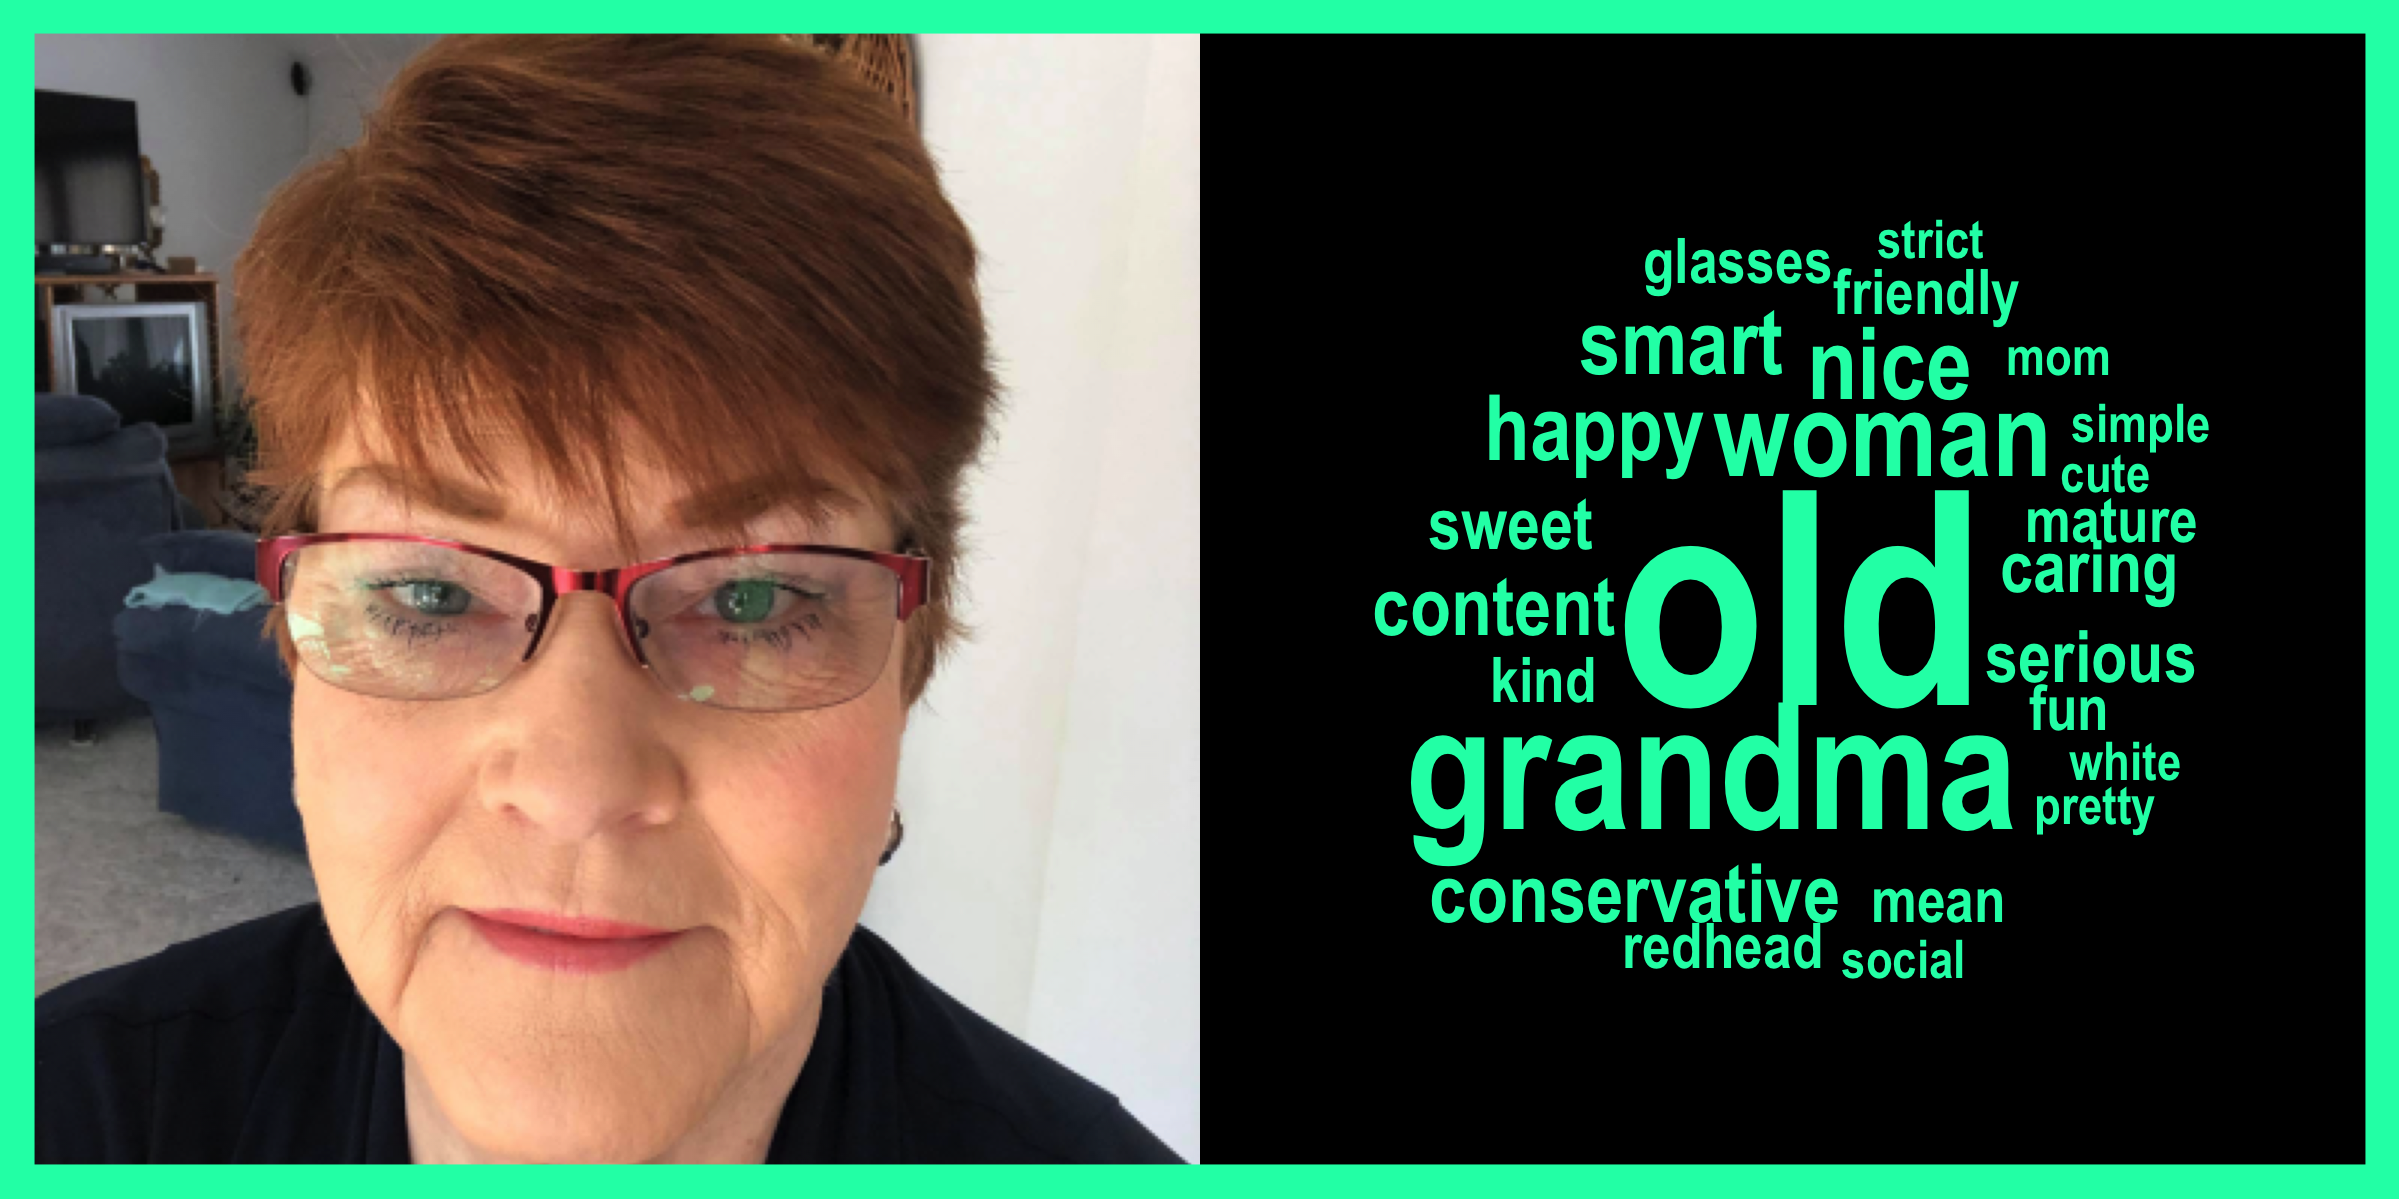 strict
glasses
friendly
smart
nice
mom
happy
woman
simple
cute
sweet
mature
caring
content
old
kind
serious
fun
grandma
white
pretty
conservative
mean
redhead
social